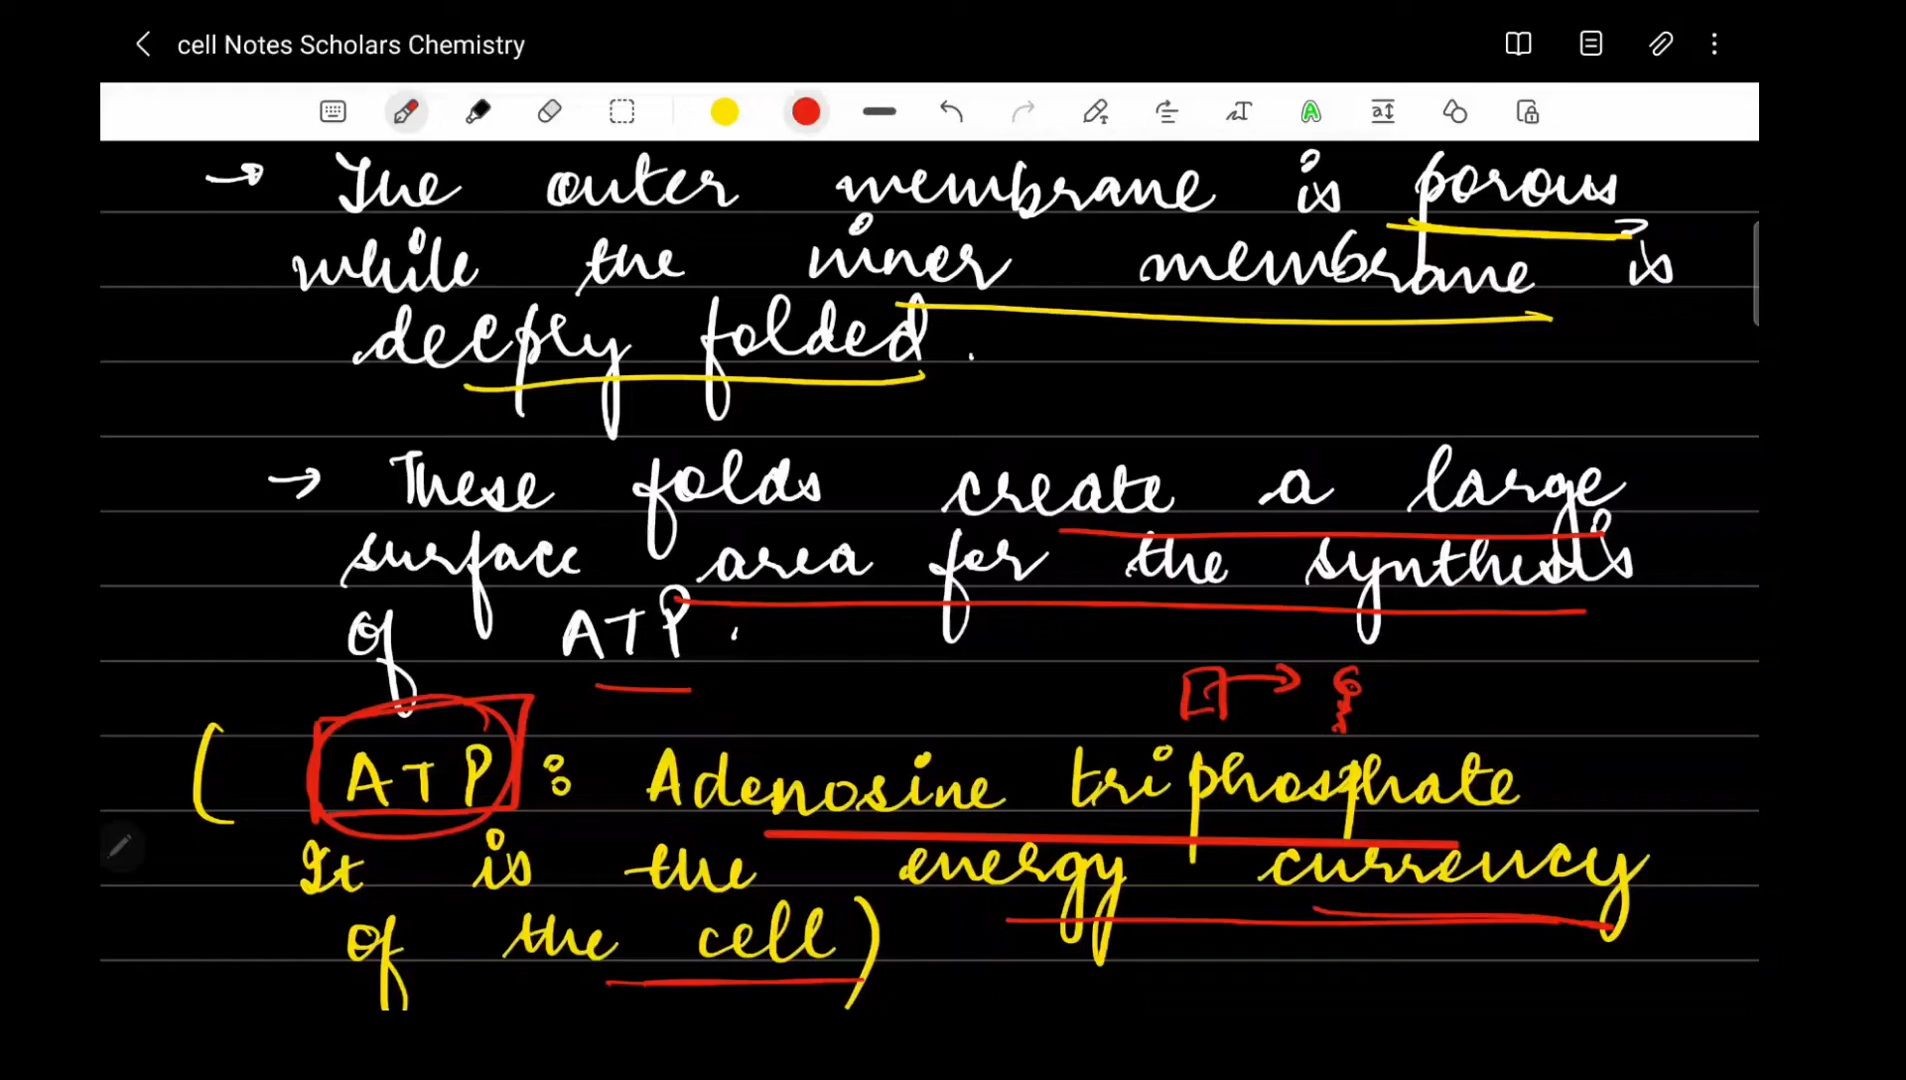 cell Notes Scholars Chemistry
→ The outer membrane is porous
while the inner membrane is
deeply folded.
→ These folds create a large
surface area for the synthesis
of ATP.
( ATP : Adenosine triphosphate
It is the energy currency
of the cell)